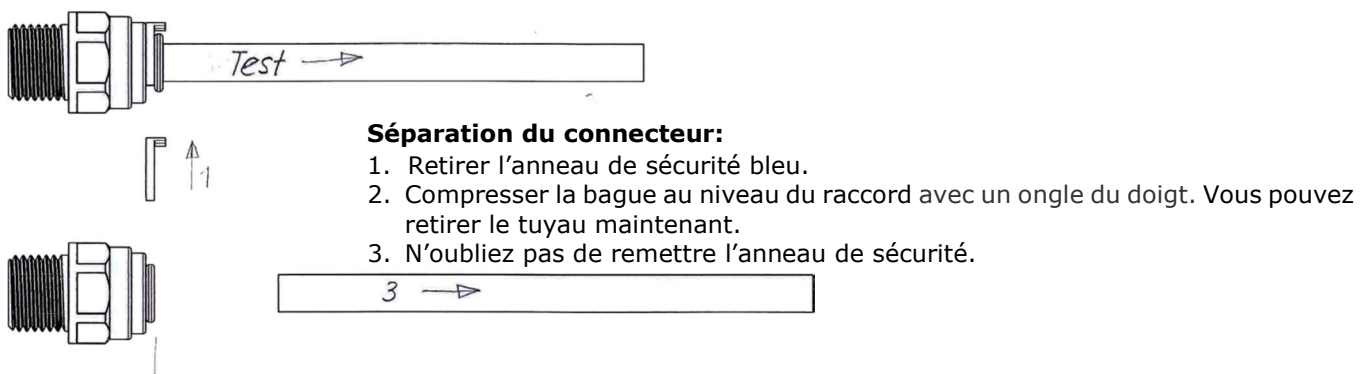 Test
Séparation du connecteur:
1. Retirer l’anneau de sécurité bleu.
1
2. Compresser la bague au niveau du raccord avec un ongle du doigt. Vous pouvez
retirer le tuyau maintenant.
3. N’oubliez pas de remettre l’anneau de sécurité.
3